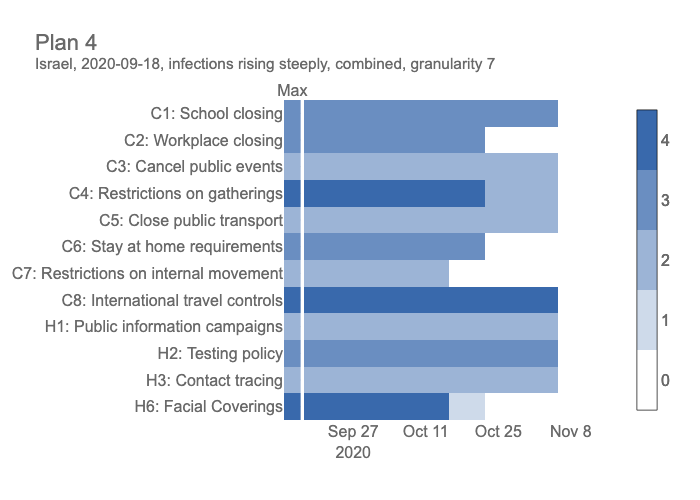 Plan 4
Israel, 2020-09-18, infections rising steeply, combined, granularity 7
Max
C1: School closing
C2: Workplace closing
C3: Cancel public events
C4: Restrictions on gatherings
C5: Close public transport
C6: Stay at home requirements
C7: Restrictions on internal movement
C8: International travel controls
H1: Public information campaigns
H2: Testing policy
H3: Contact tracing
H6: Facial Coverings
Sep 27 Oct 11 Oct 25 Nov 8
2020
4
3
2
1
0